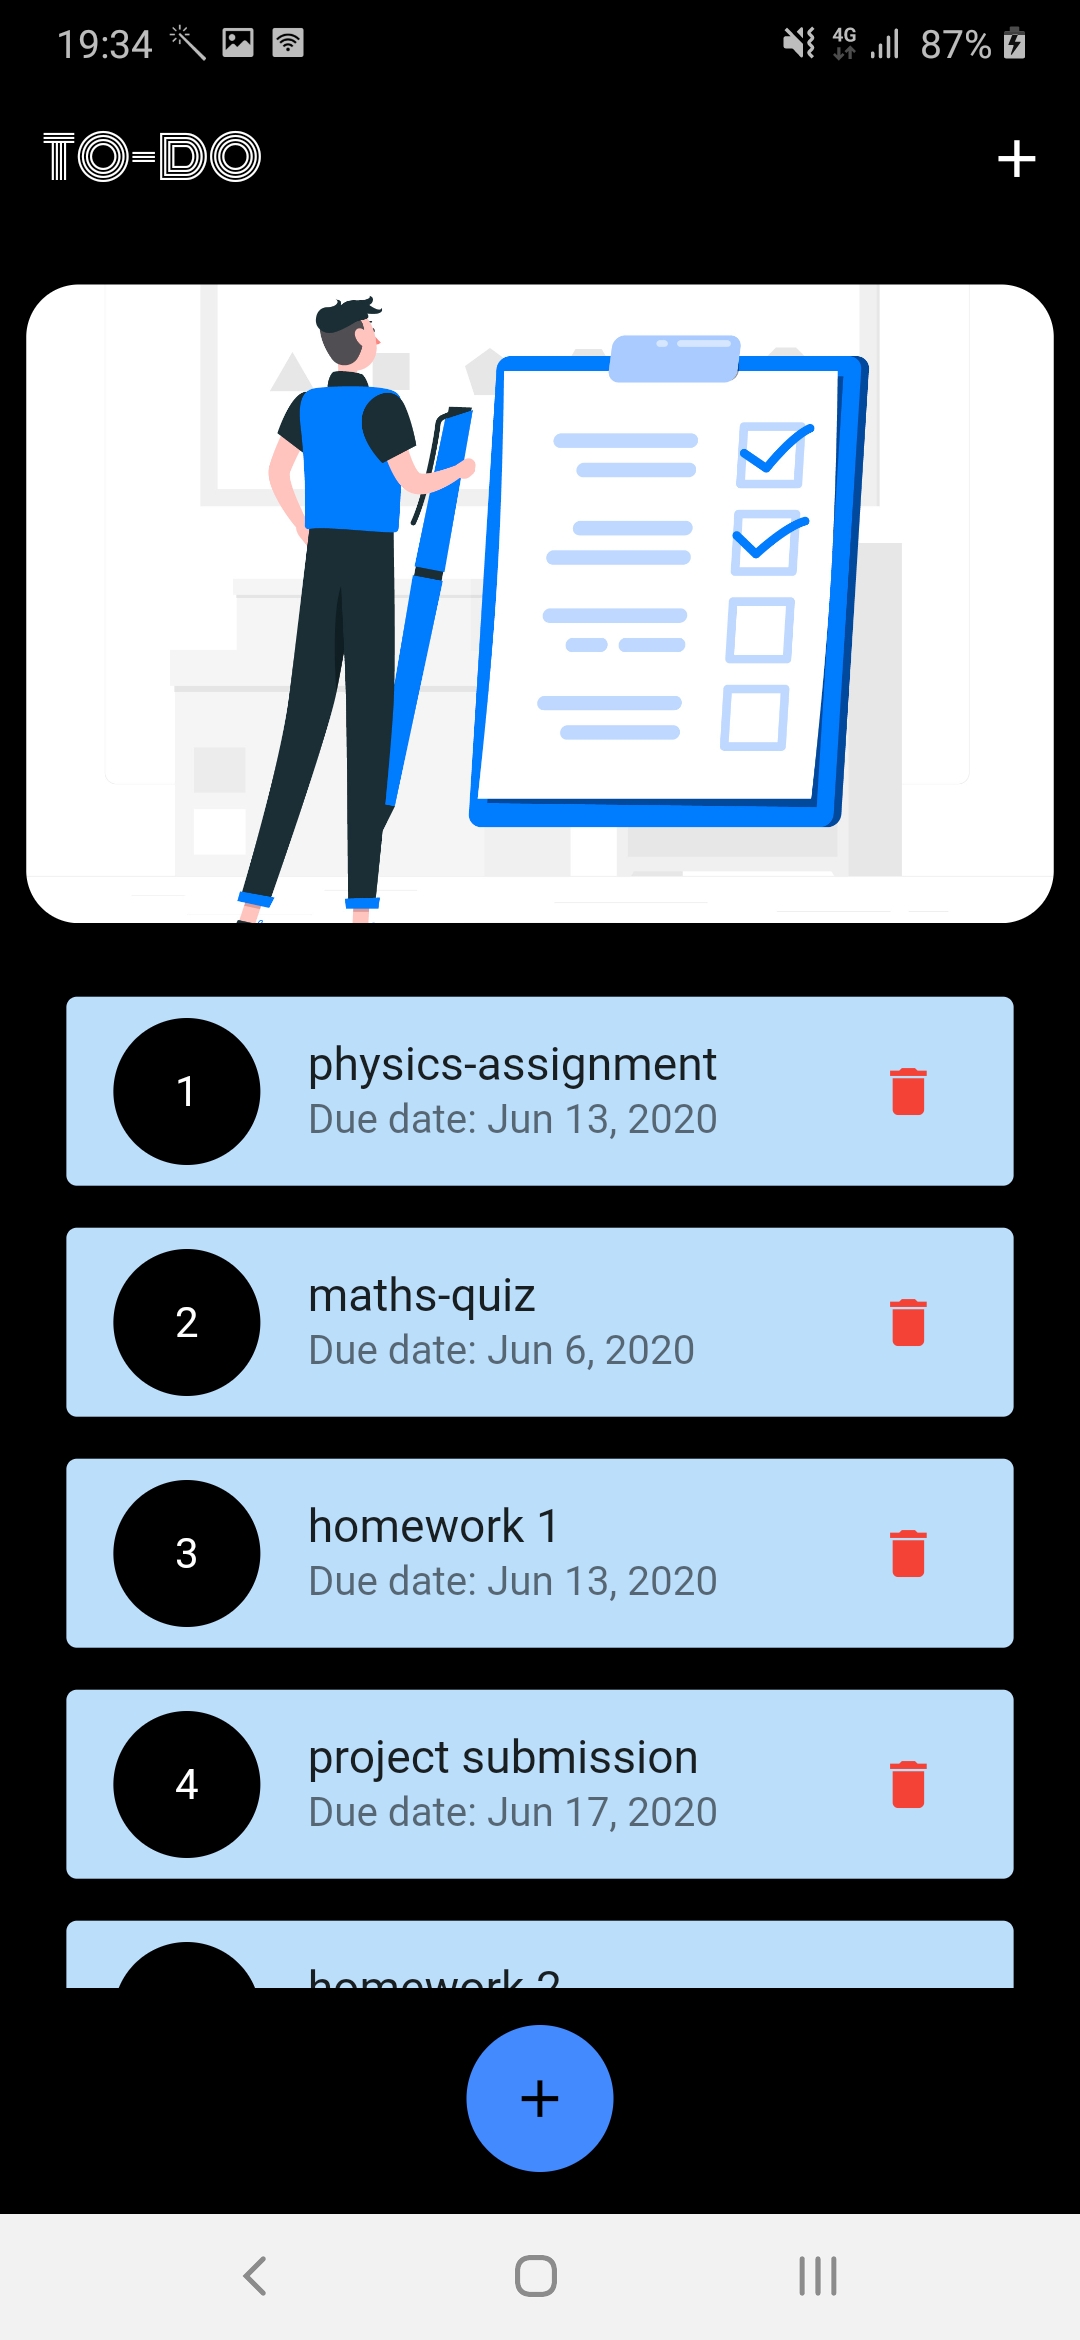 19:34
4G
87%
TO-DO
1
physics-assignment
Due date: Jun 13, 2020
2
maths-quiz
Due date: Jun 6, 2020
3
homework 1
Due date: Jun 13, 2020
4
project submission
Due date: Jun 17, 2020
homework 2